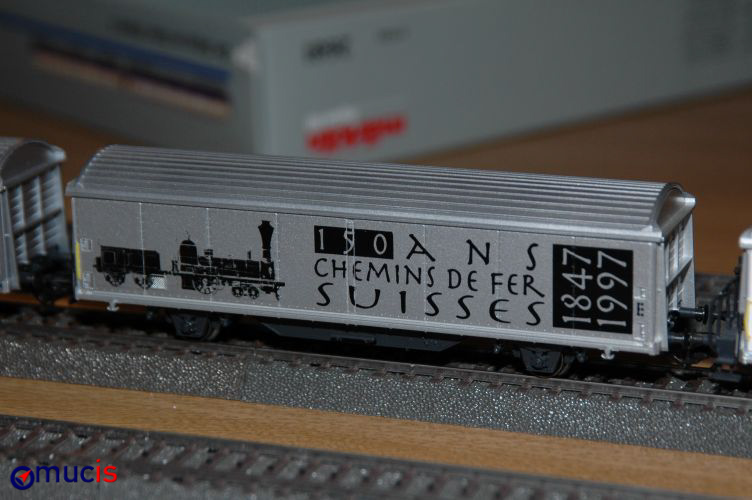 150 ANS
CHEMINS DE FER
SUISSES
1847
1997
E
mucis